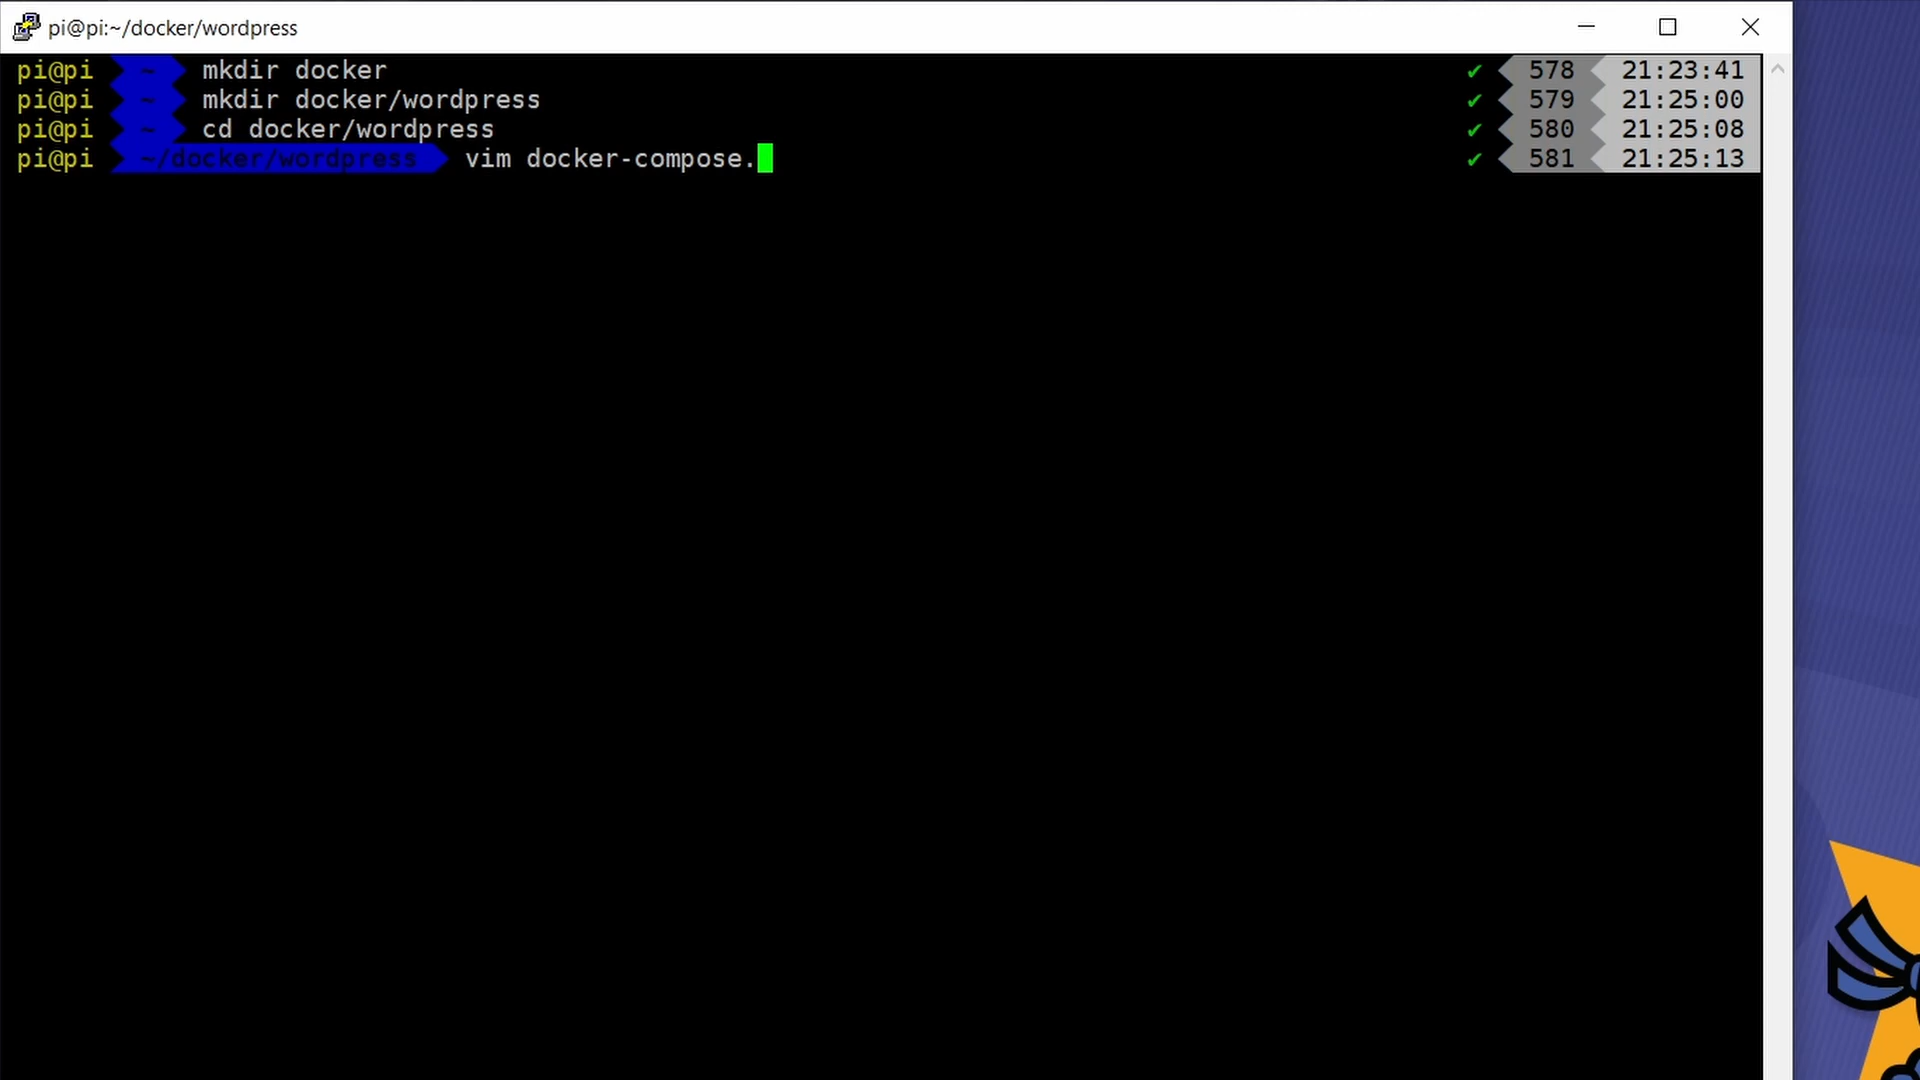 pi@pi:~/docker/wordpress
pi@pi ~ mkdir docker ✔ 578 21:23:41
pi@pi ~ mkdir docker/wordpress ✔ 579 21:25:00
pi@pi ~ cd docker/wordpress ✔ 580 21:25:08
pi@pi ~/docker/wordpress vim docker-compose. ✔ 581 21:25:13